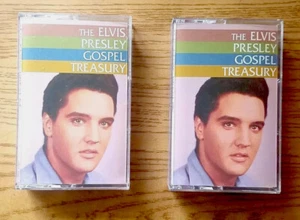 THE ELVIS
PRESLEY
GOSPEL
TREASURY
THE ELVIS
PRESLEY
GOSPEL
TREASURY